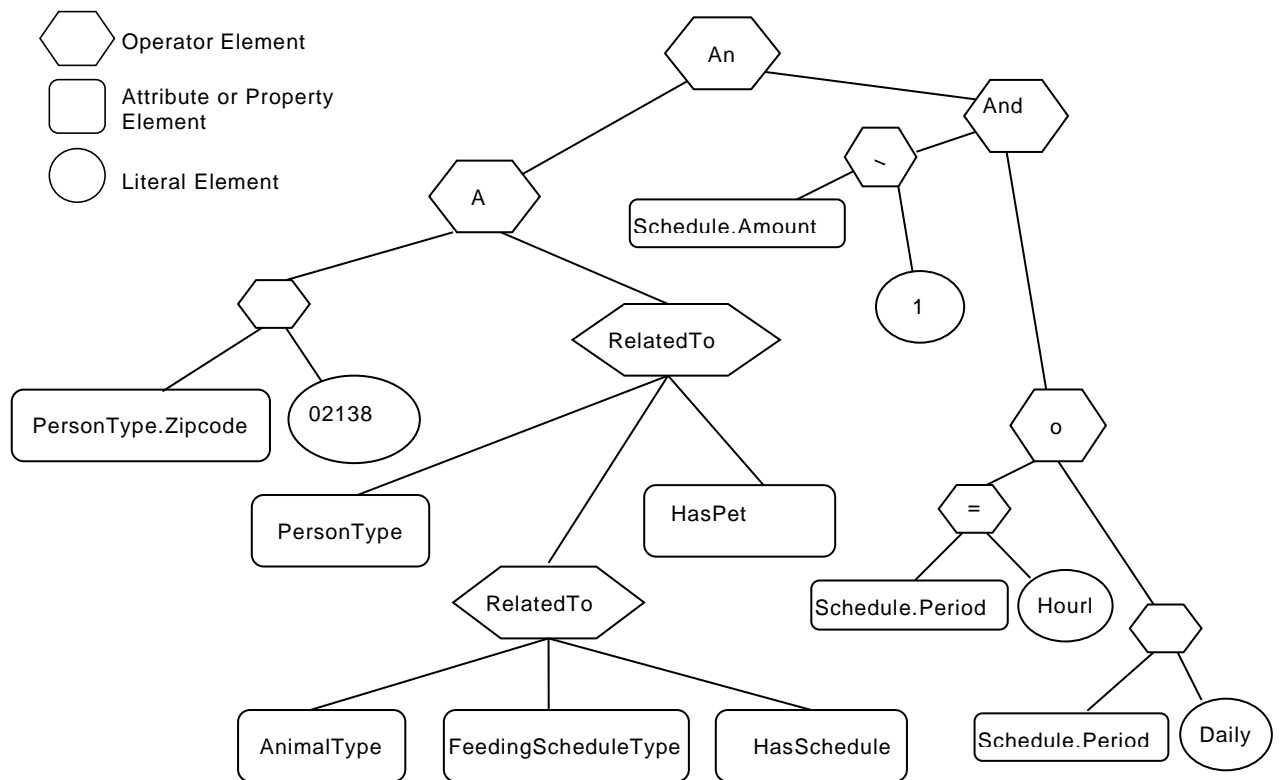 Operator Element
Attribute or Property
Element
Literal Element
An
And
A
Schedule.Amount
1
RelatedTo
PersonType.Zipcode
02138
o
PersonType
HasPet
=
Schedule.Period
Hourl
RelatedTo
AnimalType
FeedingScheduleType
HasSchedule
Schedule.Period
Daily